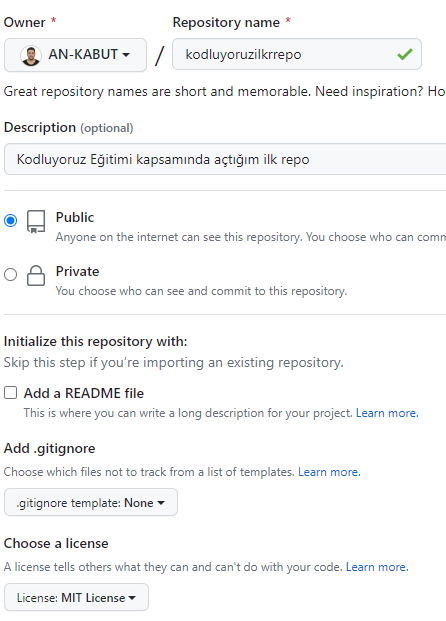 Owner * Repository name *
AN-KABUT / kodluyoruzilkrrepo
Great repository names are short and memorable. Need inspiration? Ho
Description (optional)
Kodluyoruz Eğitimi kapsamında açtığım ilk repo
Public
Anyone on the internet can see this repository. You choose who can comm
Private
You choose who can see and commit to this repository.
Initialize this repository with:
Skip this step if you're importing an existing repository.
Add a README file
This is where you can write a long description for your project. Learn more.
Add .gitignore
Choose which files not to track from a list of templates. Learn more.
.gitignore template: None
Choose a license
A license tells others what they can and can't do with your code. Learn more.
License: MIT License